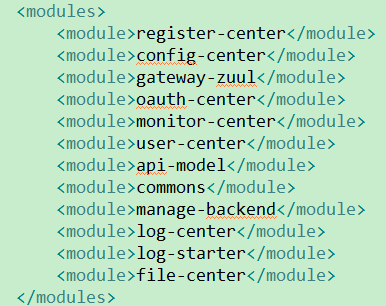 <modules>
<module>register-center</module>
<module>config-center</module>
<module>gateway-zuul</module>
<module>oauth-center</module>
<module>monitor-center</module>
<module>user-center</module>
<module>api-model</module>
<module>commons</module>
<module>manage-backend</module>
<module>log-center</module>
<module>log-starter</module>
<module>file-center</module>
</modules>